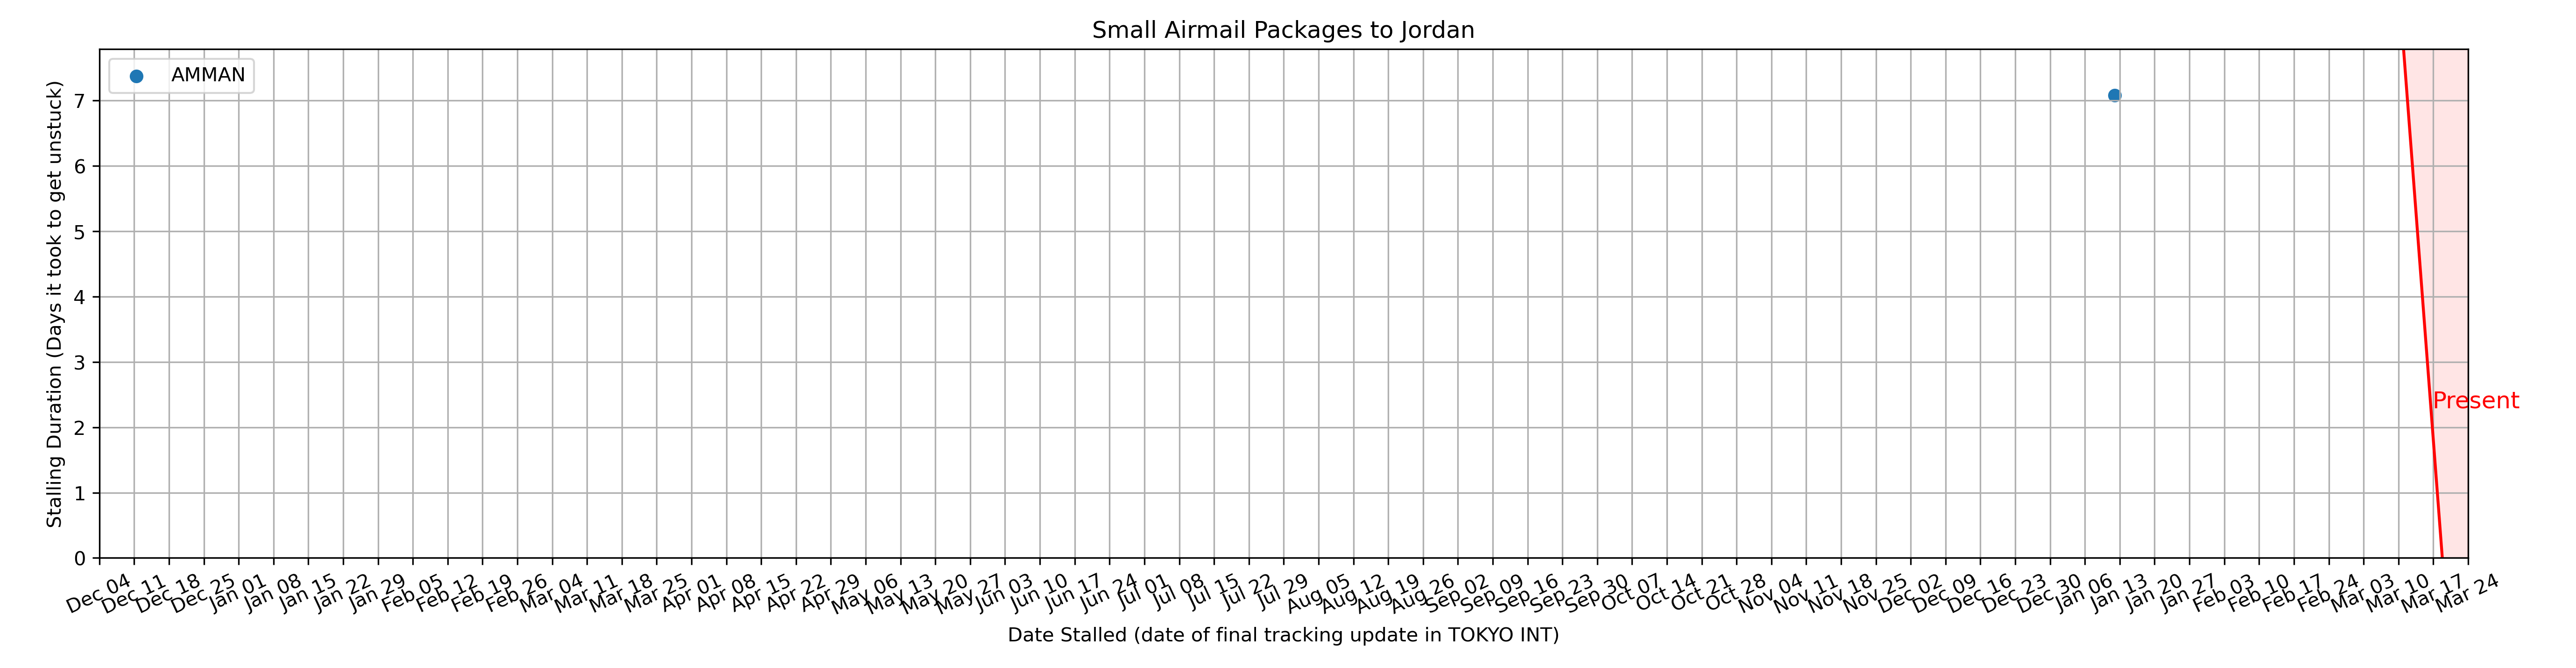 Small Airmail Packages to Jordan
AMMAN
Stalling Duration (Days it took to get unstuck)
7
6
5
4
3
2
1
0
Present
Dec 04
Dec 11
Dec 18
Dec 25
Jan 01
Jan 08
Jan 15
Jan 22
Jan 29
Feb 05
Feb 12
Feb 19
Feb 26
Mar 04
Mar 11
Mar 18
Mar 25
Apr 01
Apr 08
Apr 15
Apr 22
Apr 29
May 06
May 13
May 20
May 27
Jun 03
Jun 10
Jun 17
Jun 24
Jul 01
Jul 08
Jul 15
Jul 22
Jul 29
Aug 05
Aug 12
Aug 19
Aug 26
Sep 02
Sep 09
Sep 16
Sep 23
Sep 30
Oct 07
Oct 14
Oct 21
Oct 28
Nov 04
Nov 11
Nov 18
Nov 25
Dec 02
Dec 09
Dec 16
Dec 23
Dec 30
Jan 06
Jan 13
Jan 20
Jan 27
Feb 03
Feb 10
Feb 17
Feb 24
Mar 03
Mar 10
Mar 17
Mar 24
Date Stalled (date of final tracking update in TOKYO INT)